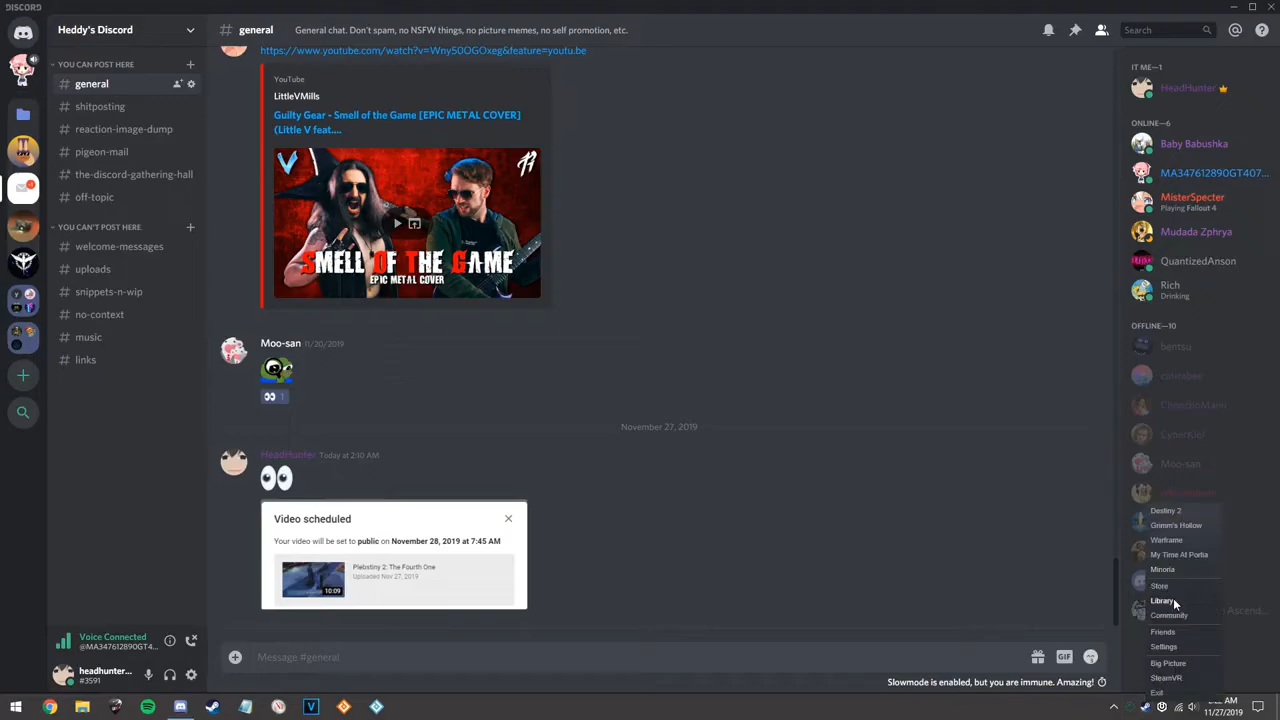 DISCORD
Heddy's Discord
# general
General chat. Don't spam, no NSFW things, no picture memes, no self promotion, etc.
Search
YOU CAN POST HERE
# general
# shitposting
# reaction-image-dump
# pigeon-mail
# the-discord-gathering-hall
# off-topic
YOU CAN'T POST HERE
# welcome-messages
# uploads
# snippets-n-wip
# no-context
# music
# links
Voice Connected
@MA347612890GT4...
headhunter...
#3591
https://www.youtube.com/watch?v=Wny50OGOxeg&feature=youtu.be
YouTube
LittleVMills
Guilty Gear - Smell of the Game [EPIC METAL COVER]
(Little V feat....
V
SMELL OF THE GAME
EPIC METAL COVER
Moo-san 11/20/2019
1
November 27, 2019
HeadHunter Today at 2:10 AM
Video scheduled
Your video will be set to public on November 28, 2019 at 7:45 AM
Plebstiny 2: The Fourth One
Uploaded Nov 27, 2019
10:09
Message #general
GIF
Slowmode is enabled, but you are immune. Amazing!
IT ME—1
HeadHunter
ONLINE—6
Baby Babushka
MA347612890GT407...
MisterSpecter
Playing Fallout 4
Mudada Zphyra
QuantizedAnson
Rich
Drinking
OFFLINE—10
bentsu
Moo-san
Destiny 2
Grimm's Hollow
Warframe
My Time At Portia
Minoria
Store
Library
Community
Friends
Settings
Big Picture
SteamVR
Exit
11/27/2019